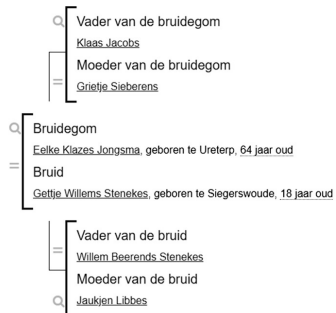 Vader van de bruidegom
Klaas Jacobs
Moeder van de bruidegom
Grietje Sieberens
Bruidegom
Eelke Klazes Jongsma, geboren te Ureterp, 64 jaar oud
Bruid
Gettje Willems Stenekes, geboren te Siegerswoude, 18 jaar oud
Vader van de bruid
Willem Beerends Stenekes
Moeder van de bruid
Jaukjen Libbes